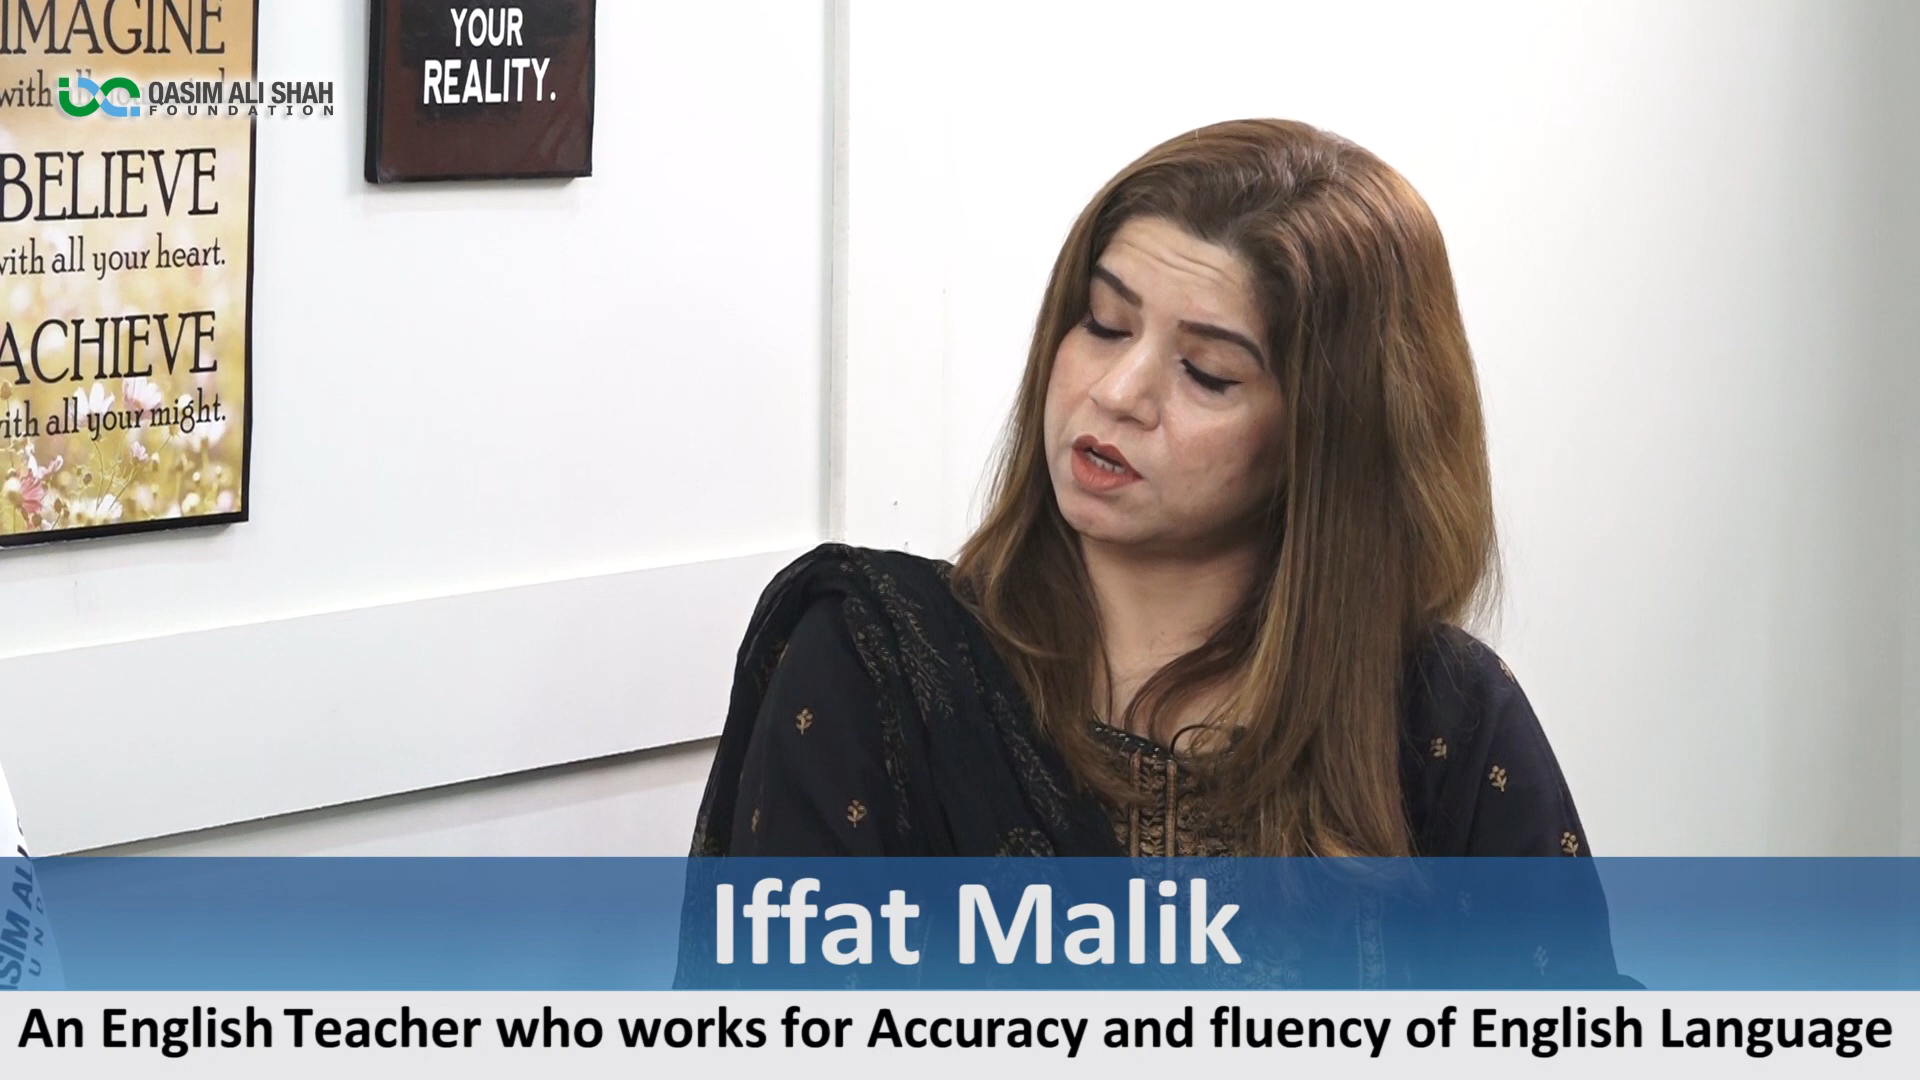 IMAGINE
with all
QASIM ALI SHAH
FOUNDATION
BELIEVE
with all your heart.
ACHIEVE
with all your might.
YOUR
REALITY.
Iffat Malik
An English Teacher who works for Accuracy and fluency of English Language